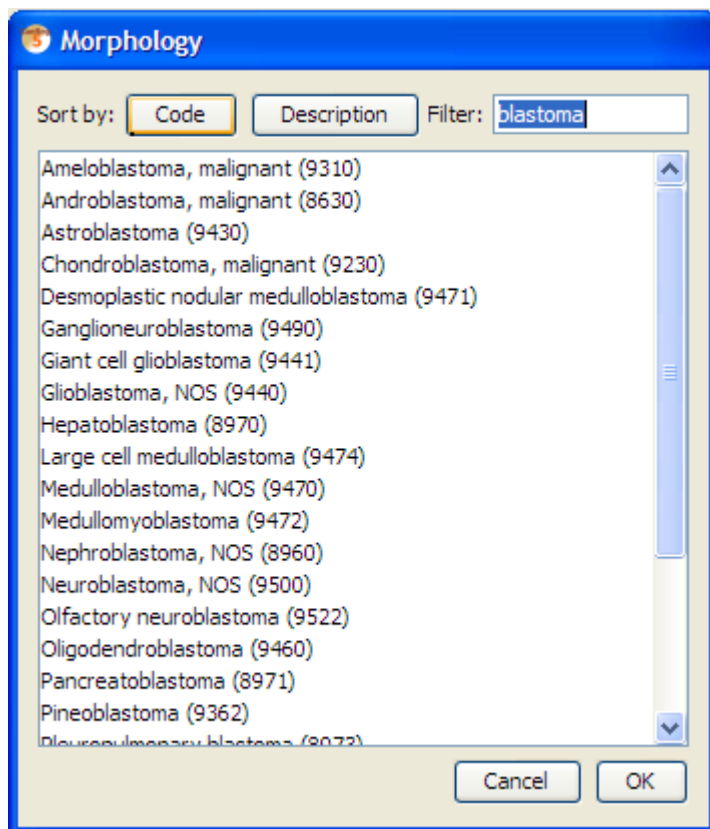 Morphology
Sort by: Code Description Filter: blastoma
Ameloblastoma, malignant (9310)
Androblastoma, malignant (8630)
Astroblastoma (9430)
Chondroblastoma, malignant (9230)
Desmoplastic nodular medulloblastoma (9471)
Ganglioneuroblastoma (9490)
Giant cell glioblastoma (9441)
Glioblastoma, NOS (9440)
Hepatoblastoma (8970)
Large cell medulloblastoma (9474)
Medulloblastoma, NOS (9470)
Medullomyoblastoma (9472)
Nephroblastoma, NOS (8960)
Neuroblastoma, NOS (9500)
Olfactory neuroblastoma (9522)
Oligodendroblastoma (9460)
Pancreatoblastoma (8971)
Pineoblastoma (9362)
Pleuropulmonary blastoma (8973)
Cancel OK